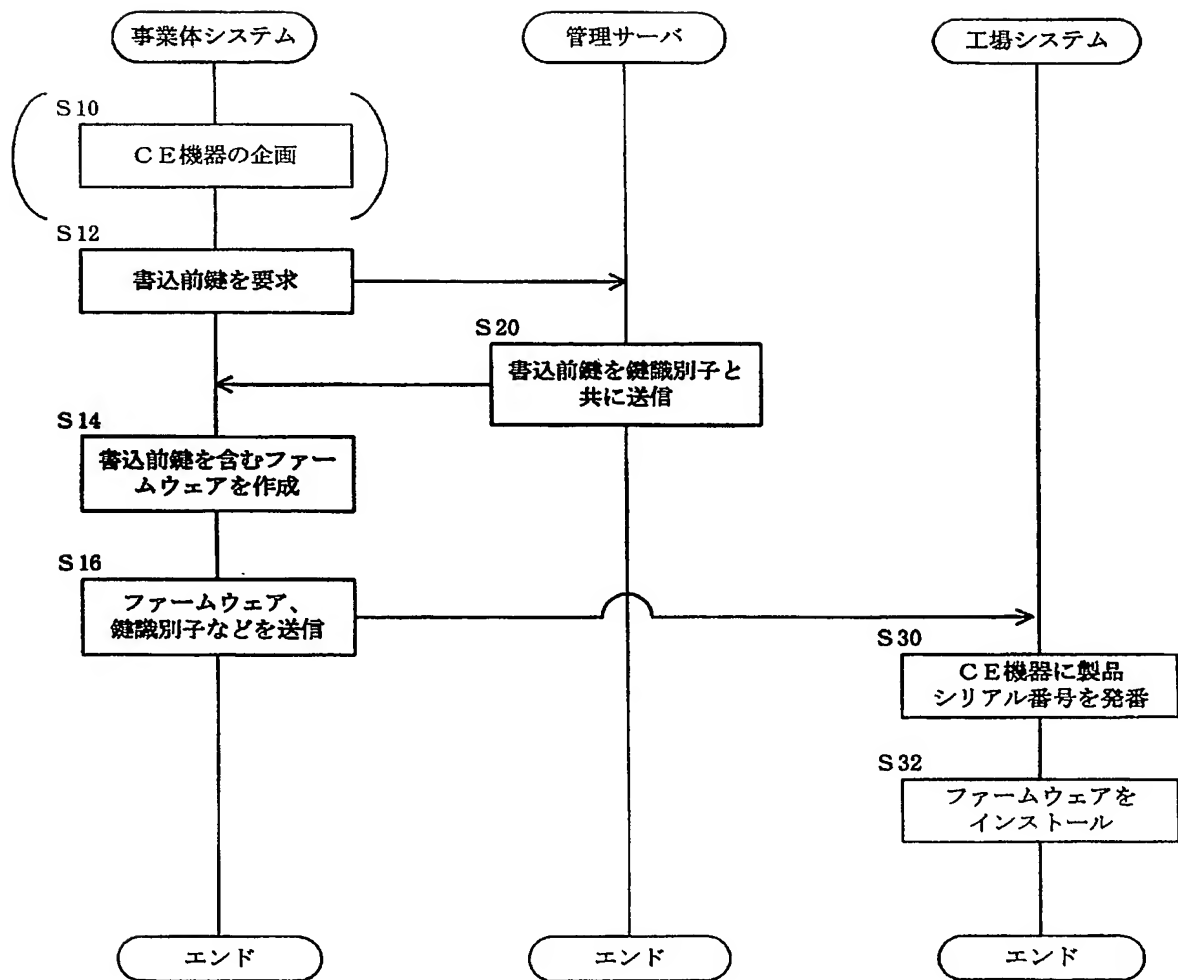 事業体システム
管理サーバ
工場システム
S10
CE機器の企画
S12
書込前鍵を要求
S20
書込前鍵を鍵識別子と
共に送信
S14
書込前鍵を含むファー
ムウェアを作成
S16
ファームウェア、
鍵識別子などを送信
S30
CE機器に製品
シリアル番号を発番
S32
ファームウェアを
インストール
エンド
エンド
エンド